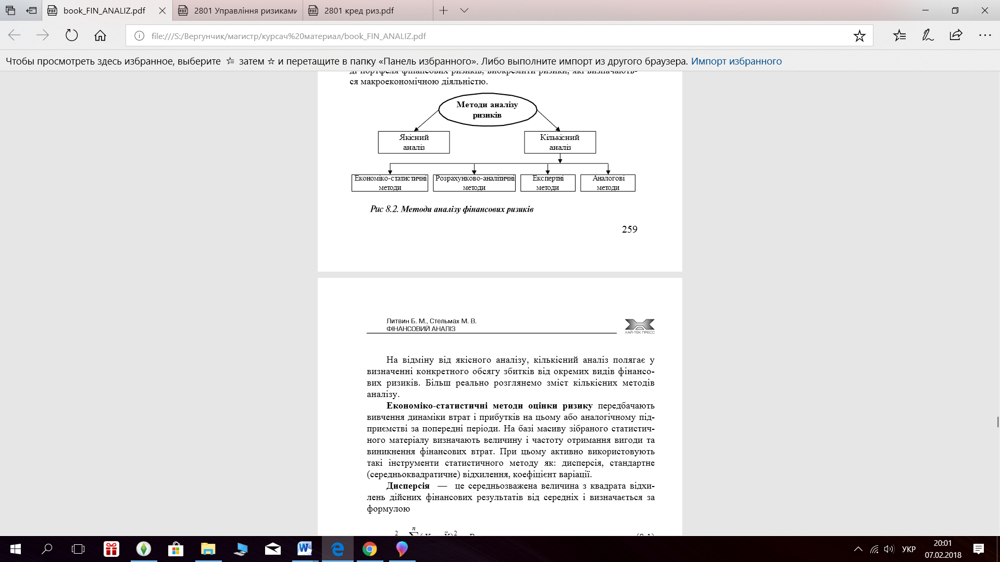 book_FIN_ANALIZ.pdf
2801 Управління ризиками
2801 кред риз.pdf
file:///S:/Вергунчик/магистр/курсач%20материал/book_FIN_ANALIZ.pdf
Чтобы просмотреть здесь избранное, выберите затем ☆ и перетащите в папку «Панель избранного». Либо выполните импорт из другого браузера. Импорт избранного
ді портфеля фінансових ризиків, виокремити ризики, які визначають-
ся макроекономічною діяльністю.
Методи аналізу
ризиків
Якісний
аналіз
Кількісний
аналіз
Економіко-статистичні
методи
Розрахунково-аналітичні
методи
Експертні
методи
Аналогові
методи
Рис 8.2. Методи аналізу фінансових ризиків
259
Литвин Б. М., Стельмах М. В.
ФІНАНСОВИЙ АНАЛІЗ
ХАЙ-ТЕК ПРЕСС
На відміну від якісного аналізу, кількісний аналіз полягає у
визначенні конкретного обсягу збитків від окремих видів фінансо-
вих ризиків. Більш реально розглянемо зміст кількісних методів
аналізу.
Економіко-статистичні методи оцінки ризику передбачають
вивчення динаміки втрат і прибутків на цьому або аналогічному під-
приємстві за попередні періоди. На базі масиву зібраного статистич-
ного матеріалу визначають величину і частоту отримання вигоди та
виникнення фінансових втрат. При цьому активно використовують
такі інструменти статистичного методу як: дисперсія, стандартне
(середньоквадратичне) відхилення, коефіцієнт варіації.
Дисперсія — це середньозважена величина з квадрата відхи-
лень дійсних фінансових результатів від середніх і визначається за
формулою
УКР
20:01
07.02.2018